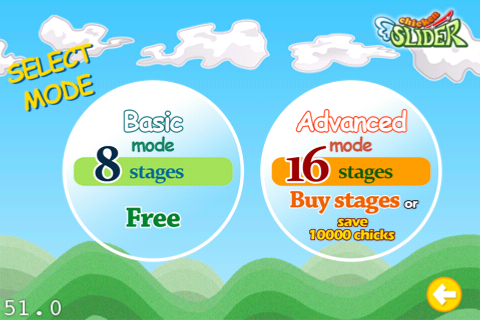 chicken
SLIDER
SELECT
MODE
Basic
mode
8 stages
Free
Advanced
mode
16 stages
Buy stages or
save
10000 chicks
51.0